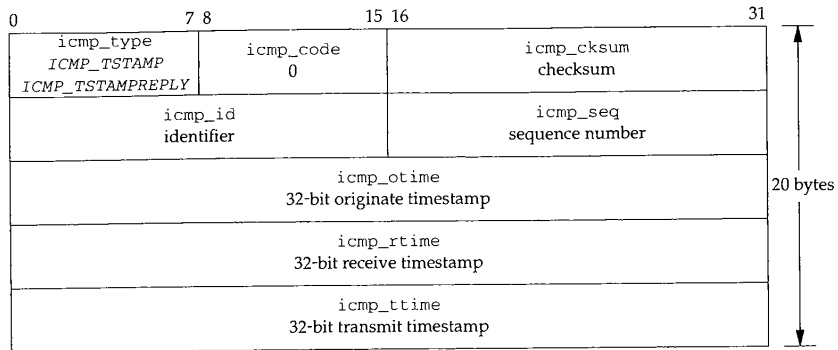 0 7 8 15 16 31
icmp_type
ICMP_TSTAMP
ICMP_TSTAMPREPLY
icmp_code
0
icmp_cksum
checksum
icmp_id
identifier
icmp_seq
sequence number
icmp_otime
32-bit originate timestamp
20 bytes
icmp_rtime
32-bit receive timestamp
icmp_ttime
32-bit transmit timestamp